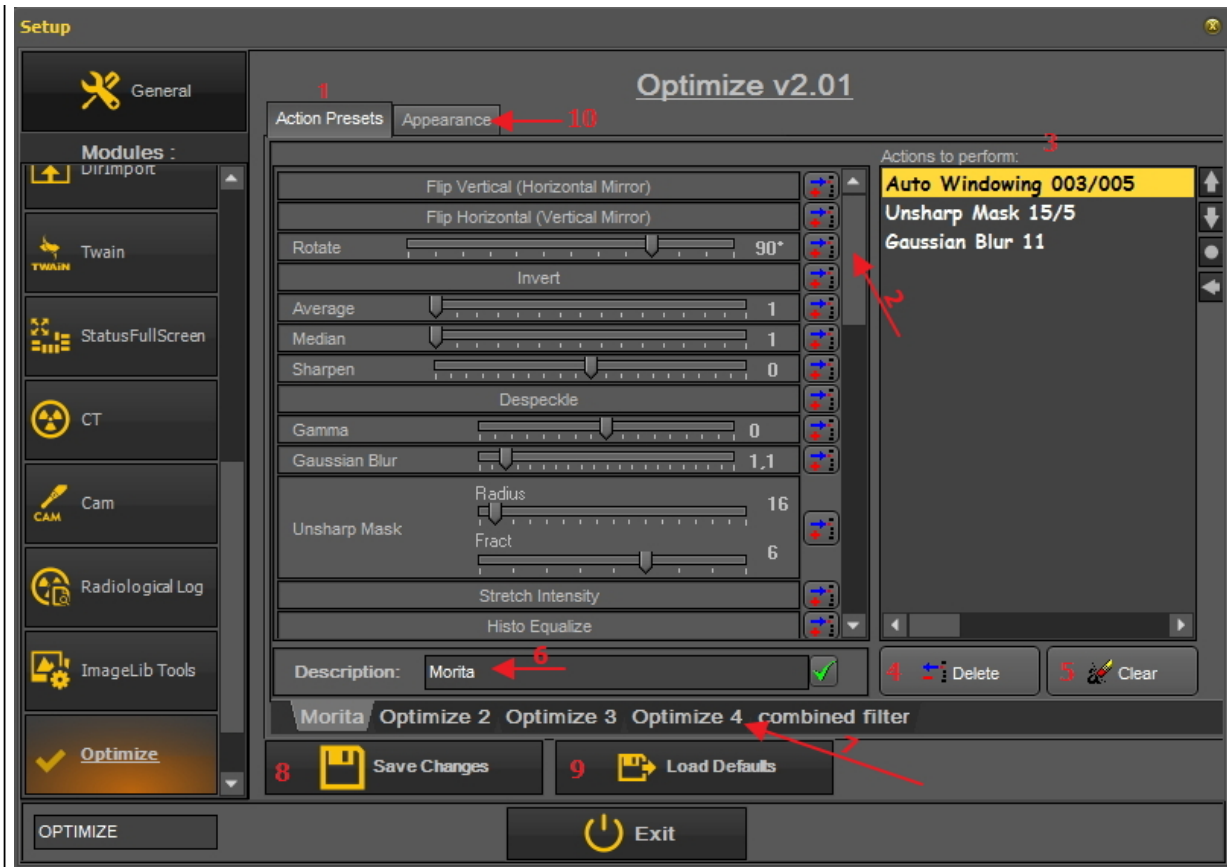 Setup
General
Modules :
DirImport
Twain
TWAIN
StatusFullScreen
CT
Cam
CAM
Radiological Log
ImageLib Tools
Optimize
OPTIMIZE
Optimize v2.01
1
Action Presets Appearance 10
Flip Vertical (Horizontal Mirror)
Flip Horizontal (Vertical Mirror)
Rotate 90°
Invert
Average 1
Median 1
Sharpen 0
Despeckle
Gamma 0
Gaussian Blur 1,1
Radius 16
Unsharp Mask
Fract 6
Stretch Intensity
Histo Equalize
2
3
Actions to perform:
Auto Windowing 003/005
Unsharp Mask 15/5
Gaussian Blur 11
Description: Morita 6
4 Delete 5 Clear
Morita Optimize 2 Optimize 3 Optimize 4 combined filter
7
8 Save Changes 9 Load Defaults
Exit